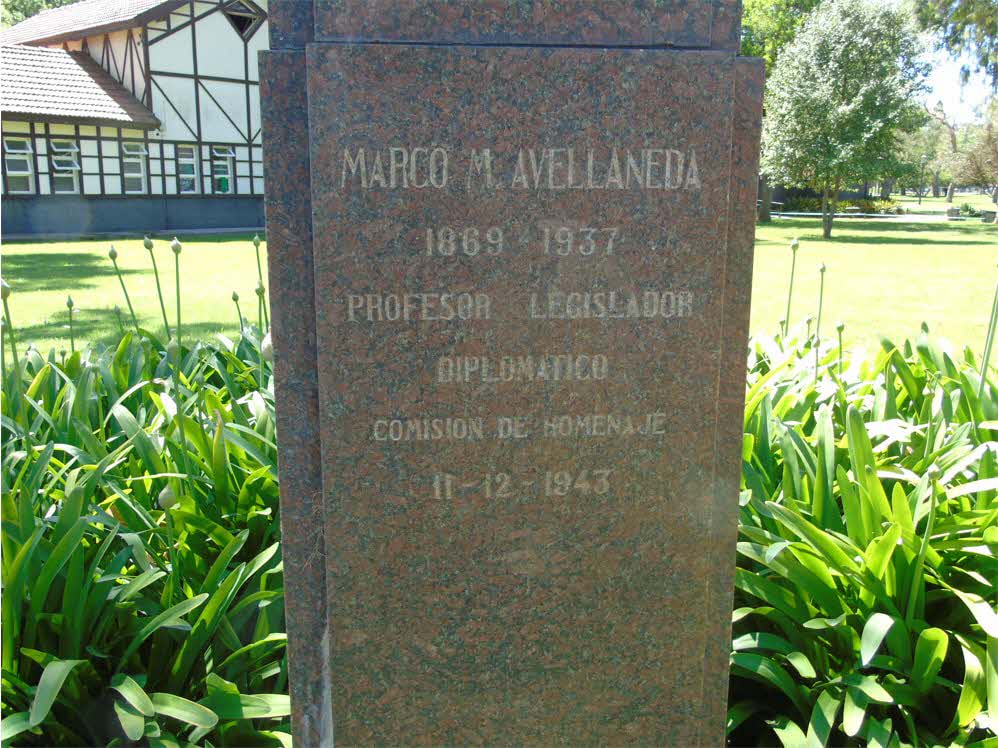 MARCO M. AVELLANEDA
1869 - 1937
PROFESOR LEGISLADOR
DIPLOMATICO
COMISION DE HOMENAJE
11-12-1943